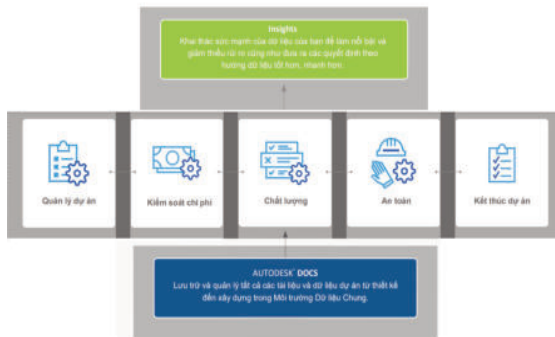 Insights
Khai thác sức mạnh của dữ liệu của bạn để làm nổi bật và
giảm thiểu rủi ro cũng như đưa ra các quyết định theo
hướng dữ liệu tốt hơn, nhanh hơn.
Quản lý dự án
Kiểm soát chi phí
Chất lượng
An toàn
Kết thúc dự án
AUTODESK® DOCS
Lưu trữ và quản lý tất cả các tài liệu và dữ liệu dự án từ thiết kế
đến xây dựng trong Môi trường Dữ liệu Chung.